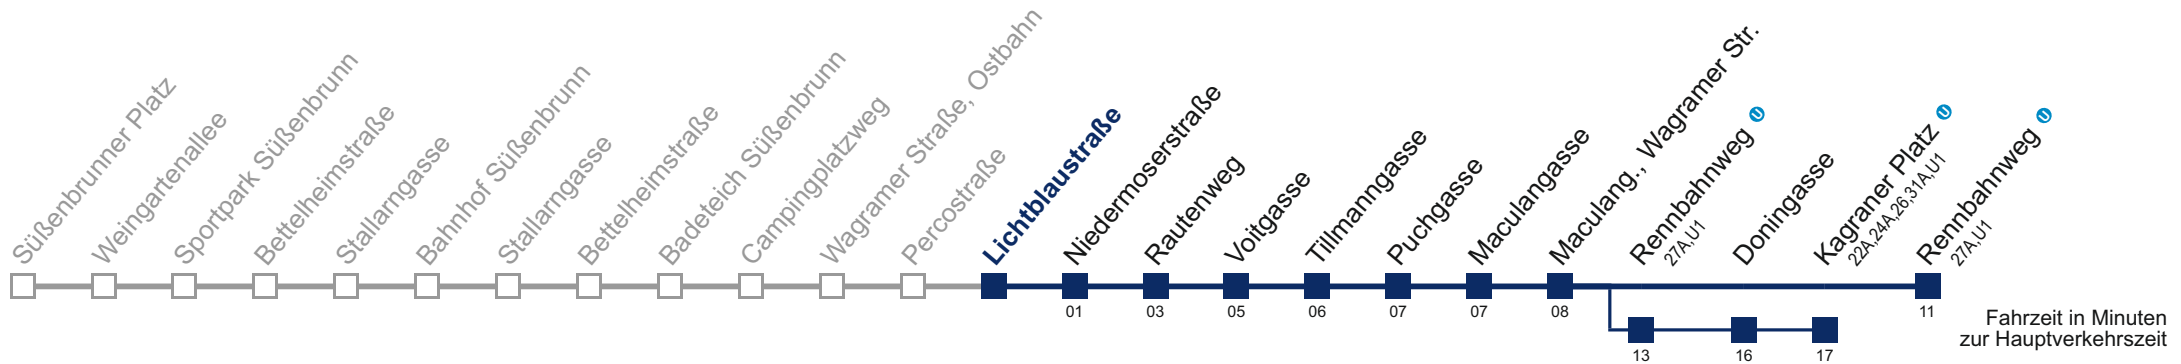 Süßenbrunner Platz
Weingartenallee
Sportpark Süßenbrunn
Bettelheimstraße
Stallarngasse
Bahnhof Süßenbrunn
Stallarngasse
Bettelheimstraße
Badeteich Süßenbrunn
Campingplatzweg
Wagramer Straße, Ostbahn
Percostraße
Lichtblaustraße
Niedermoserstraße
Rautenweg
Voitgasse
Tillmanngasse
Puchgasse
Maculangasse
Maculang., Wagramer Str.
Rennbahnweg U
27A,U1
Doningasse
Kagraner Platz U
22A,24A,26,31A,U1
Rennbahnweg U
27A,U1
01 03 05 06 07 07 08 11
13 16 17
Fahrzeit in Minuten
zur Hauptverkehrszeit